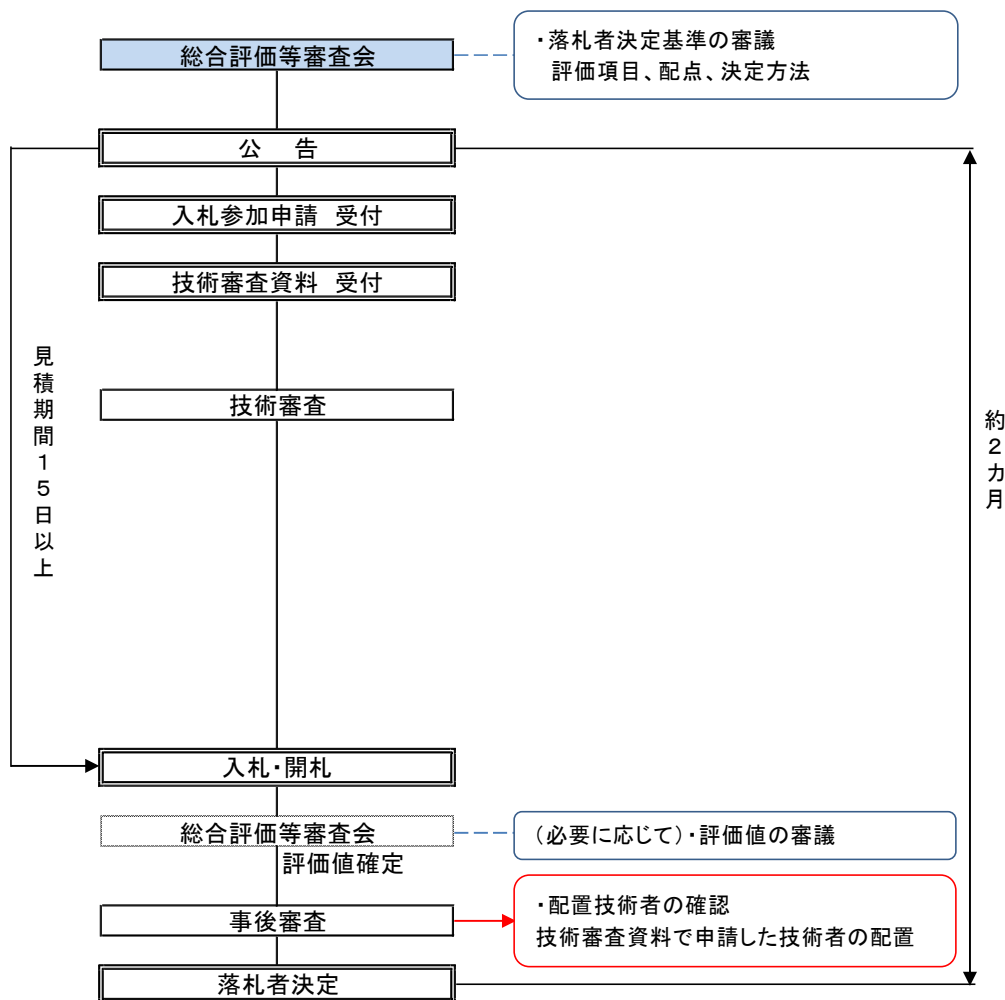 総合評価等審査会
・落札者決定基準の審議
評価項目、配点、決定方法
公　告
入札参加申請 受付
技術審査資料 受付
見積期間15日以上
技術審査
約2カ月
入札・開札
総合評価等審査会
(必要に応じて)・評価値の審議
評価値確定
事後審査
・配置技術者の確認
技術審査資料で申請した技術者の配置
落札者決定